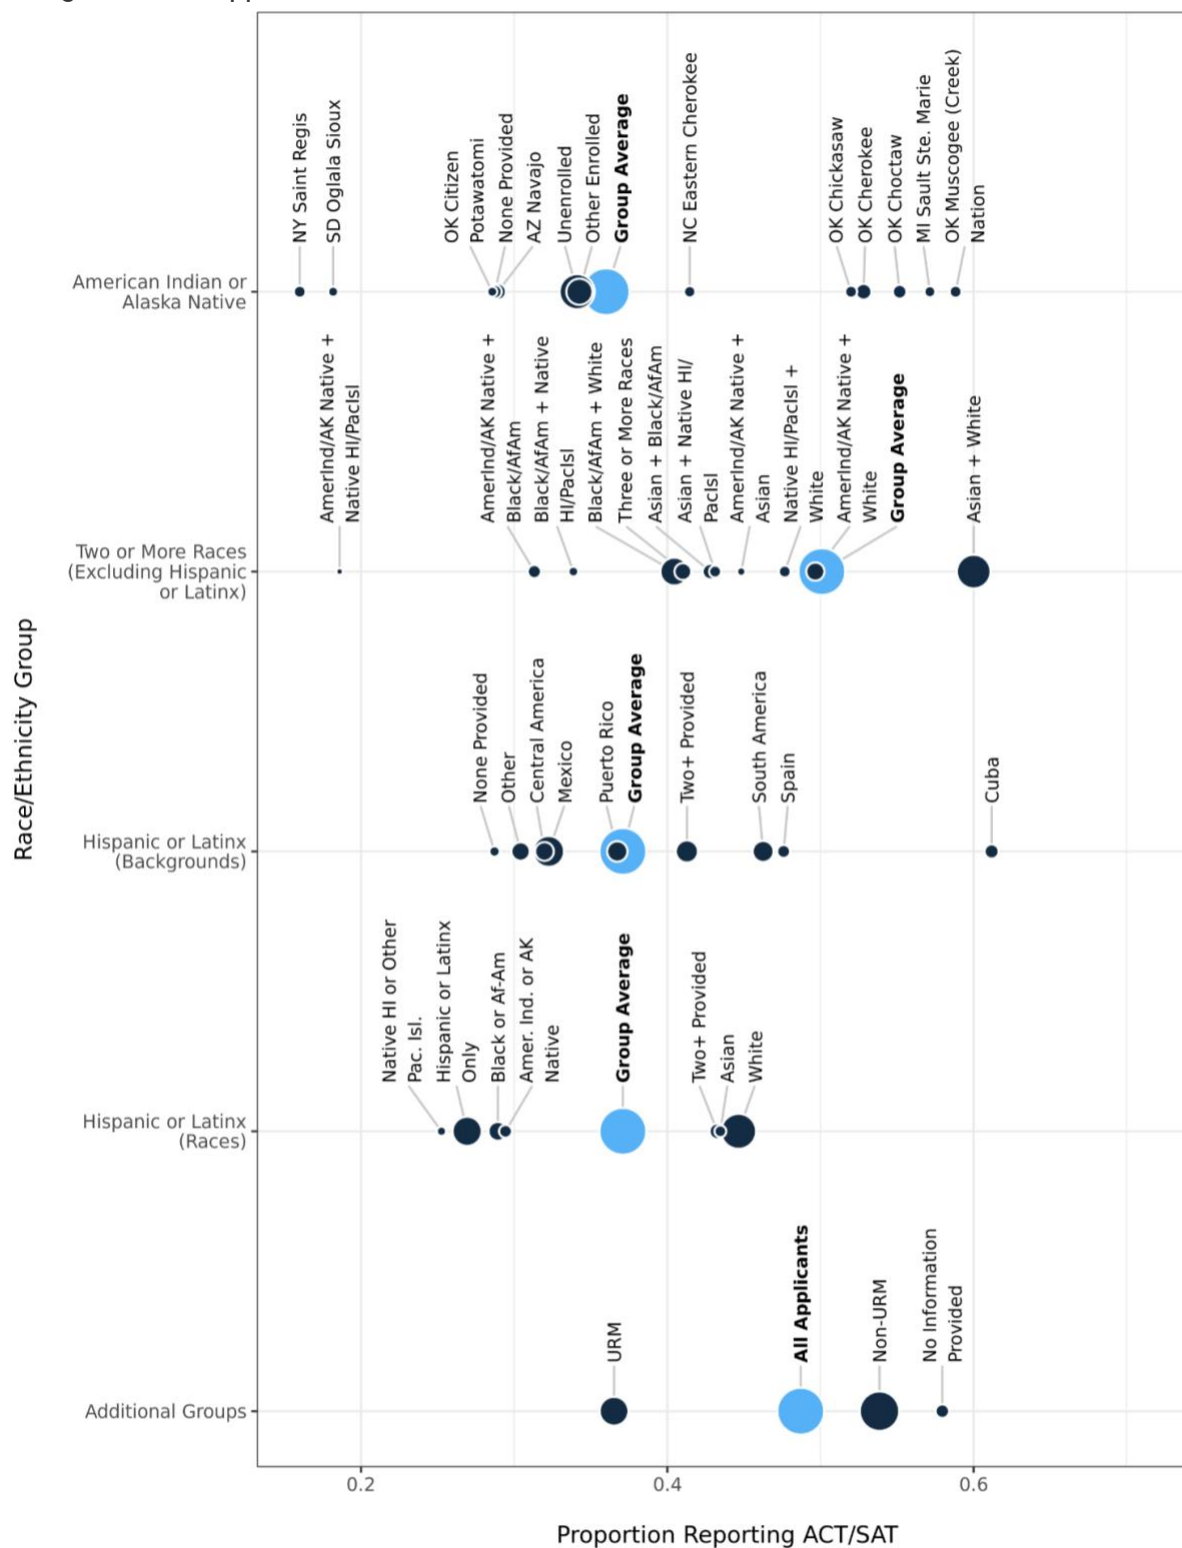 NY Saint Regis
SD Oglala Sioux
OK Citizen
Potawatomi
None Provided
AZ Navajo
Unenrolled
Other Enrolled
Group Average
NC Eastern Cherokee
OK Chickasaw
OK Cherokee
OK Choctaw
MI Sault Ste. Marie
OK Muscogee (Creek)
Nation
American Indian or
Alaska Native
AmerInd/AK Native +
Native HI/PacIsl
AmerInd/AK Native +
Black/AfAm
Black/AfAm + Native
HI/PacIsl
Black/AfAm + White
Three or More Races
Asian + Black/AfAm
Asian + Native HI/
PacIsl
AmerInd/AK Native +
Asian
Native HI/PacIsl +
White
AmerInd/AK Native +
White
Group Average
Asian + White
Two or More Races
(Excluding Hispanic
or Latinx)
None Provided
Other
Central America
Mexico
Puerto Rico
Group Average
Two+ Provided
South America
Spain
Cuba
Hispanic or Latinx
(Backgrounds)
Native HI or Other
Pac. Isl.
Hispanic or Latinx
Only
Black or Af-Am
Amer. Ind. or AK
Native
Group Average
Two+ Provided
Asian
White
Hispanic or Latinx
(Races)
URM
All Applicants
Non-URM
No Information
Provided
Additional Groups
0.2
0.4
0.6
Proportion Reporting ACT/SAT
Race/Ethnicity Group